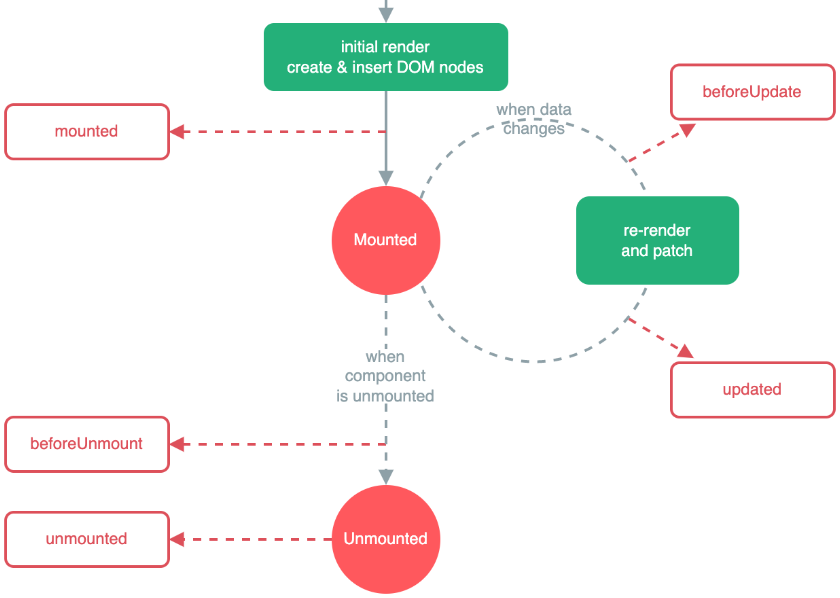 initial render
create & insert DOM nodes
beforeUpdate
when data
changes
mounted
Mounted
re-render
and patch
when
component
is unmounted
updated
beforeUnmount
unmounted
Unmounted